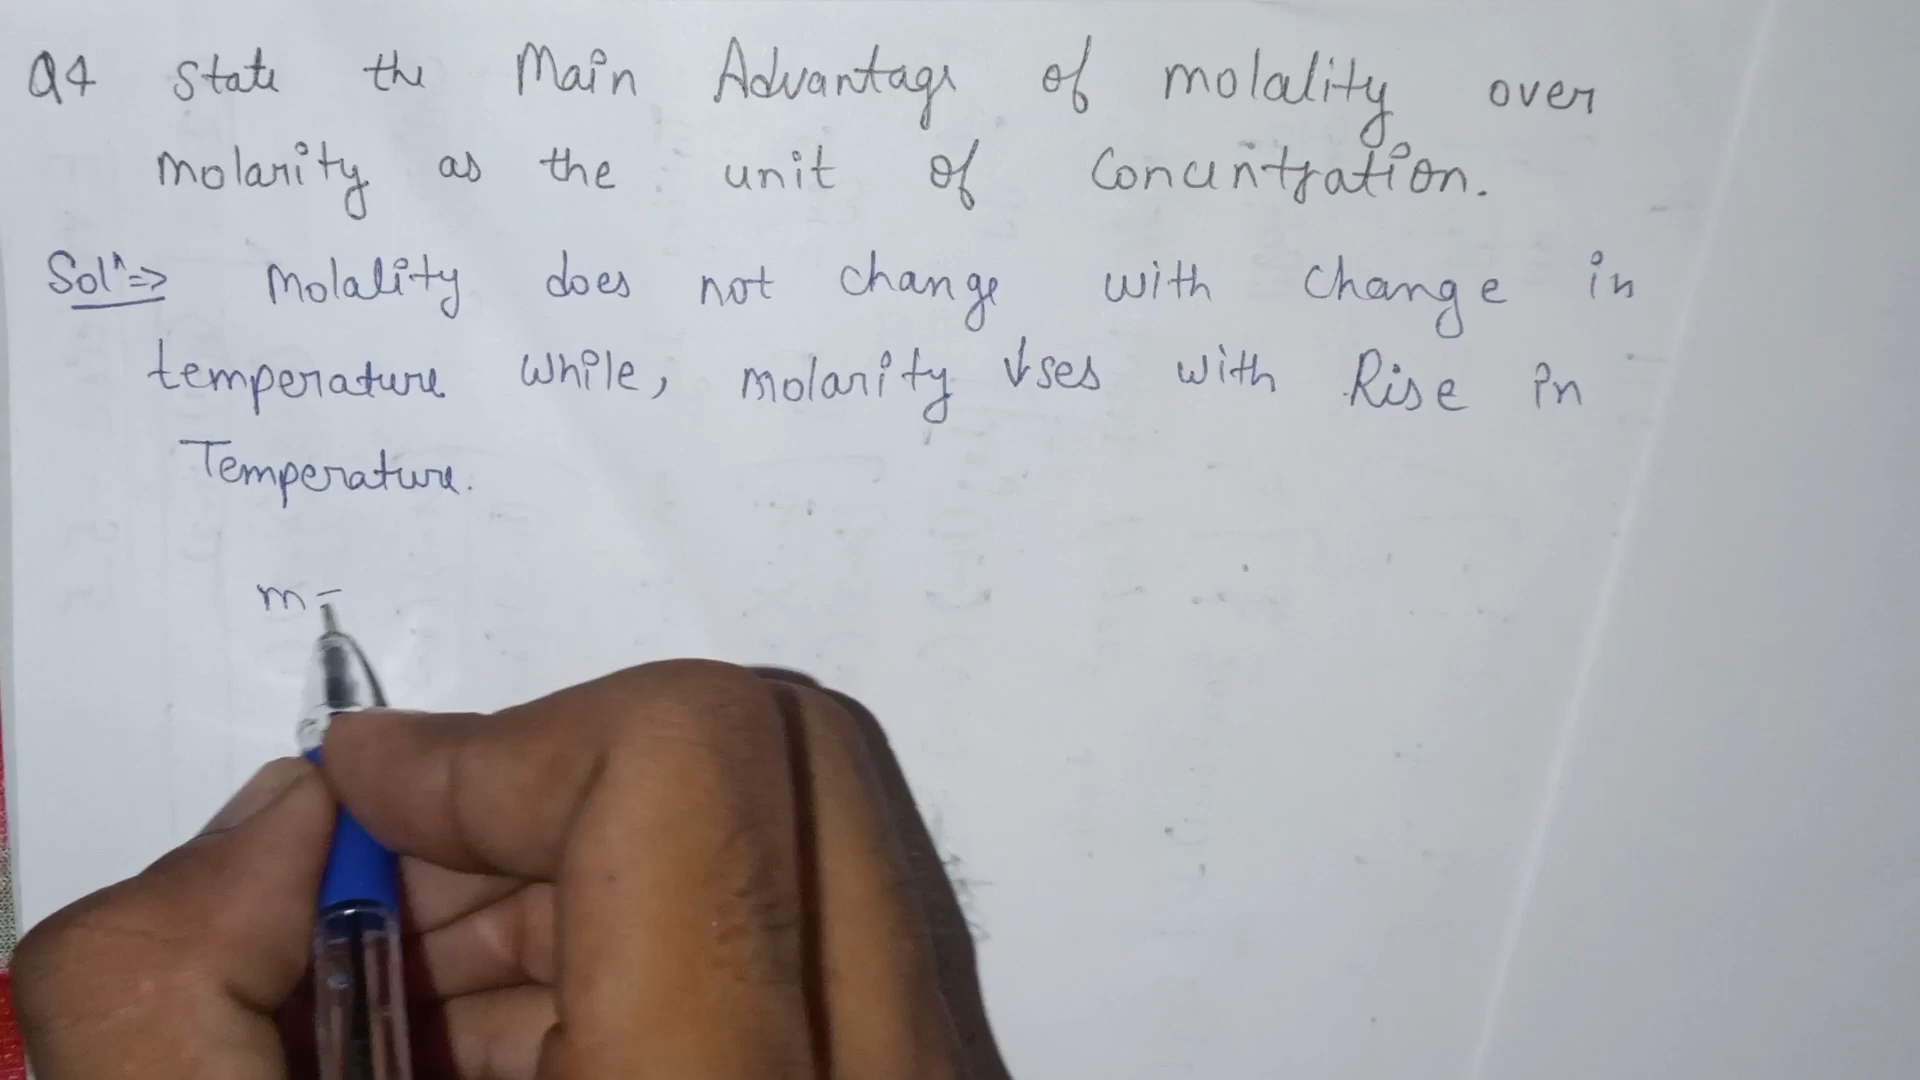 Q4 State the Main Advantage of molality over
molarity as the unit of Concentration.
Solⁿ⇒ Molality does not change with change in
temperature while, molarity ↓ses with Rise in
Temperature.
m =